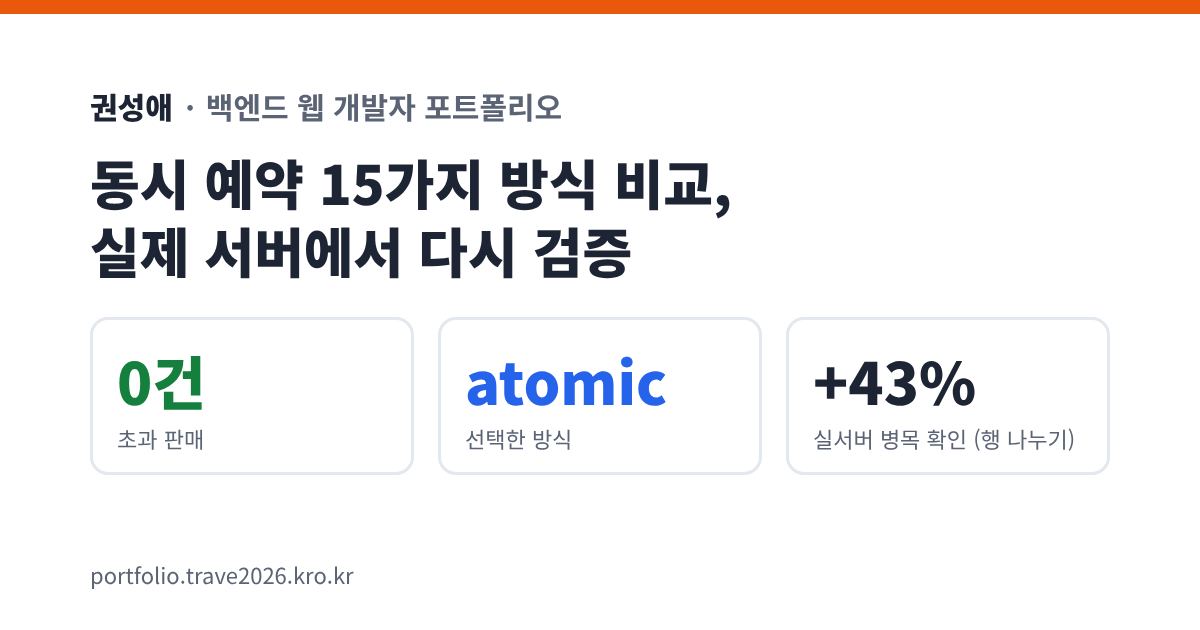 권성애 · 백엔드 웹 개발자 포트폴리오
동시 예약 15가지 방식 비교,
실제 서버에서 다시 검증
0건
초과 판매
atomic
선택한 방식
+43%
실서버 병목 확인 (행 나누기)
portfolio.trave2026.kro.kr